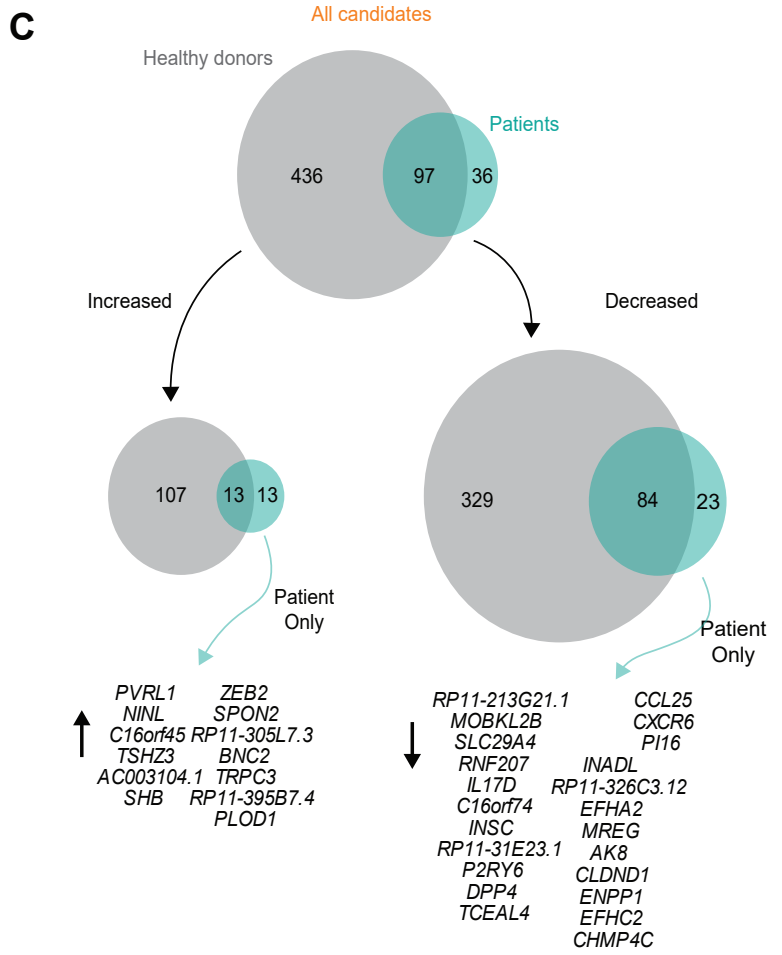 C
All candidates
Healthy donors
Patients
436
97
36
Increased
Decreased
107
13
13
329
84
23
Patient
Only
Patient
Only
PVRL1
NINL
C16orf45
TSHZ3
AC003104.1
SHB
ZEB2
SPON2
RP11-305L7.3
BNC2
TRPC3
RP11-395B7.4
PLOD1
RP11-213G21.1
MOBKL2B
SLC29A4
RNF207
IL17D
C16orf74
INSC
RP11-31E23.1
P2RY6
DPP4
TCEAL4
CCL25
CXCR6
PI16
INADL
RP11-326C3.12
EFHA2
MREG
AK8
CLDND1
ENPP1
EFHC2
CHMP4C